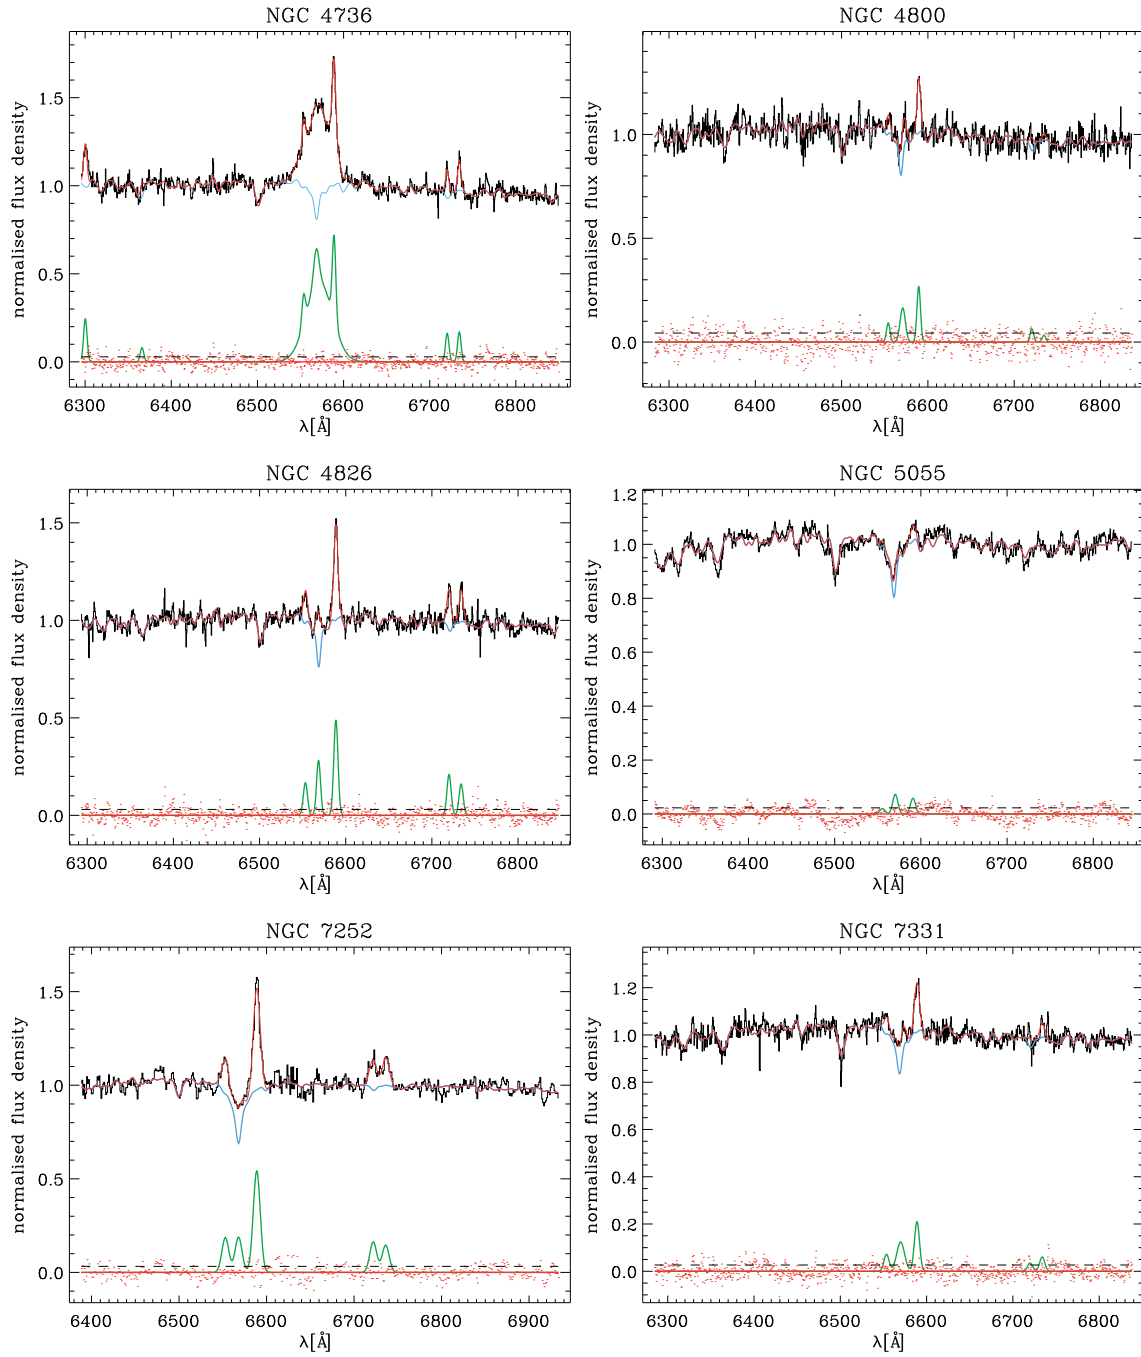 NGC 4736
normalised flux density
1.5
1.0
0.5
0.0
6300 6400 6500 6600 6700 6800
λ[Å]
NGC 4800
normalised flux density
1.0
0.5
0.0
6300 6400 6500 6600 6700 6800
λ[Å]
NGC 4826
normalised flux density
1.5
1.0
0.5
0.0
6300 6400 6500 6600 6700 6800
λ[Å]
NGC 5055
normalised flux density
1.2
1.0
0.8
0.6
0.4
0.2
0.0
6300 6400 6500 6600 6700 6800
λ[Å]
NGC 7252
normalised flux density
1.5
1.0
0.5
0.0
6400 6500 6600 6700 6800 6900
λ[Å]
NGC 7331
normalised flux density
1.2
1.0
0.8
0.6
0.4
0.2
0.0
6300 6400 6500 6600 6700 6800
λ[Å]